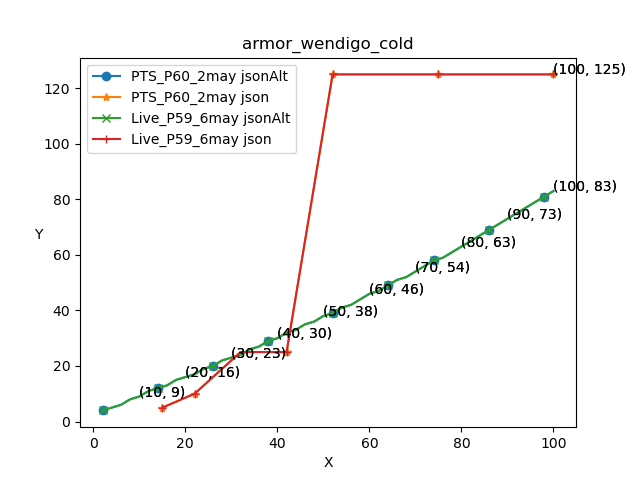 armor_wendigo_cold
PTS_P60_2may jsonAlt
PTS_P60_2may json
Live_P59_6may jsonAlt
Live_P59_6may json
(100, 125)
(100, 83)
(90, 73)
(80, 63)
(70, 54)
(60, 46)
(50, 38)
(40, 30)
(30, 23)
(20, 16)
(10, 9)
120
100
80
60
40
20
0
Y
0 20 40 60 80 100
X